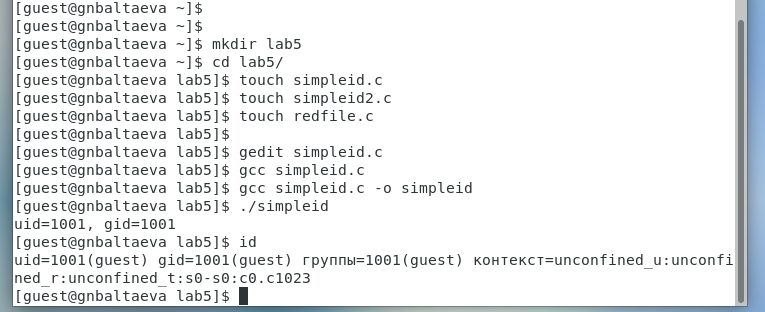 [guest@gnbaltaeva ~]$
[guest@gnbaltaeva ~]$
[guest@gnbaltaeva ~]$ mkdir lab5
[guest@gnbaltaeva ~]$ cd lab5/
[guest@gnbaltaeva lab5]$ touch simpleid.c
[guest@gnbaltaeva lab5]$ touch simpleid2.c
[guest@gnbaltaeva lab5]$ touch redfile.c
[guest@gnbaltaeva lab5]$
[guest@gnbaltaeva lab5]$ gedit simpleid.c
[guest@gnbaltaeva lab5]$ gcc simpleid.c
[guest@gnbaltaeva lab5]$ gcc simpleid.c -o simpleid
[guest@gnbaltaeva lab5]$ ./simpleid
uid=1001, gid=1001
[guest@gnbaltaeva lab5]$ id
uid=1001(guest) gid=1001(guest) группы=1001(guest) контекст=unconfined_u:unconfi
ned_r:unconfined_t:s0-s0:c0.c1023
[guest@gnbaltaeva lab5]$